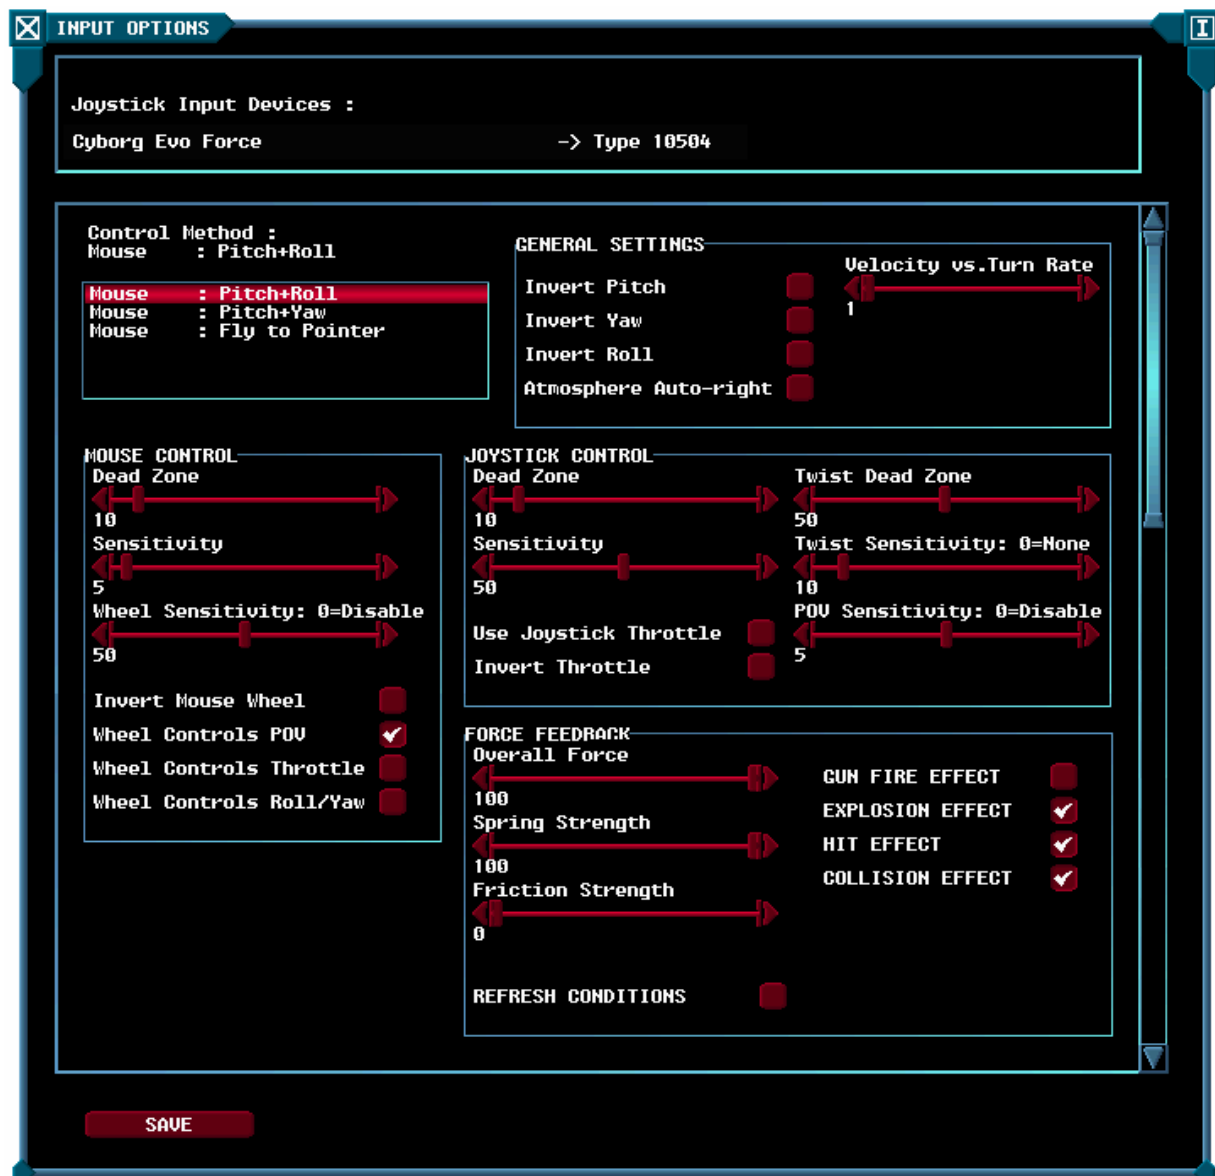 INPUT OPTIONS
I
Joystick Input Devices :
Cyborg Evo Force -> Type 10504
Control Method :
Mouse : Pitch+Roll
Mouse : Pitch+Roll
Mouse : Pitch+Yaw
Mouse : Fly to Pointer
GENERAL SETTINGS
Invert Pitch
Invert Yaw
Invert Roll
Atmosphere Auto-right
Velocity vs.Turn Rate
1
MOUSE CONTROL
Dead Zone
10
Sensitivity
5
Wheel Sensitivity: 0=Disable
50
Invert Mouse Wheel
Wheel Controls POV
Wheel Controls Throttle
Wheel Controls Roll/Yaw
JOYSTICK CONTROL
Dead Zone
10
Sensitivity
50
Use Joystick Throttle
Invert Throttle
Twist Dead Zone
50
Twist Sensitivity: 0=None
10
POV Sensitivity: 0=Disable
5
FORCE FEEDBACK
Overall Force
100
Spring Strength
100
Friction Strength
0
REFRESH CONDITIONS
GUN FIRE EFFECT
EXPLOSION EFFECT
HIT EFFECT
COLLISION EFFECT
SAVE